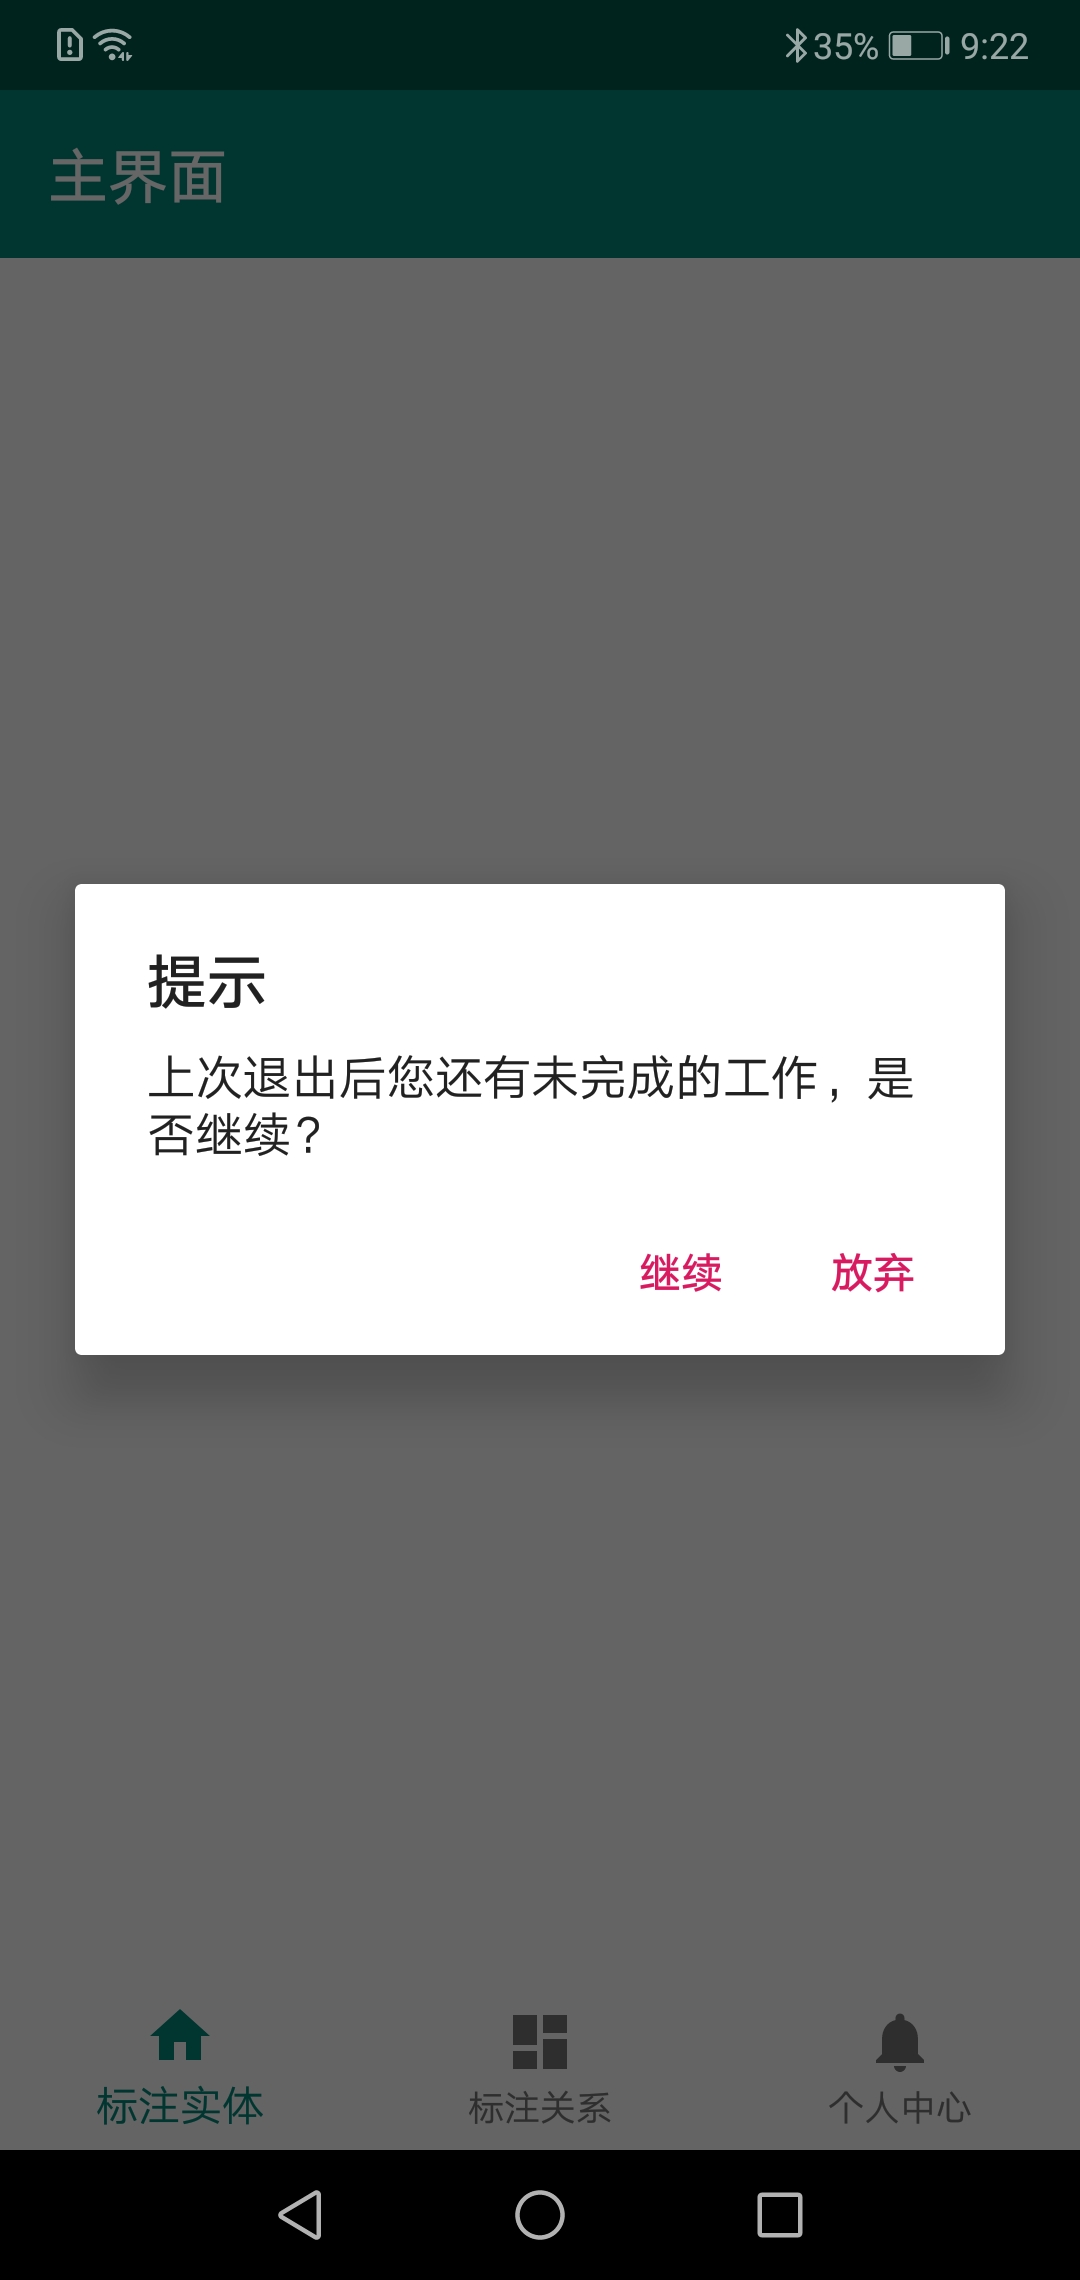 35% 9:22
主界面
提示
上次退出后您还有未完成的工作，是
否继续？
继续 放弃
标注实体 标注关系 个人中心